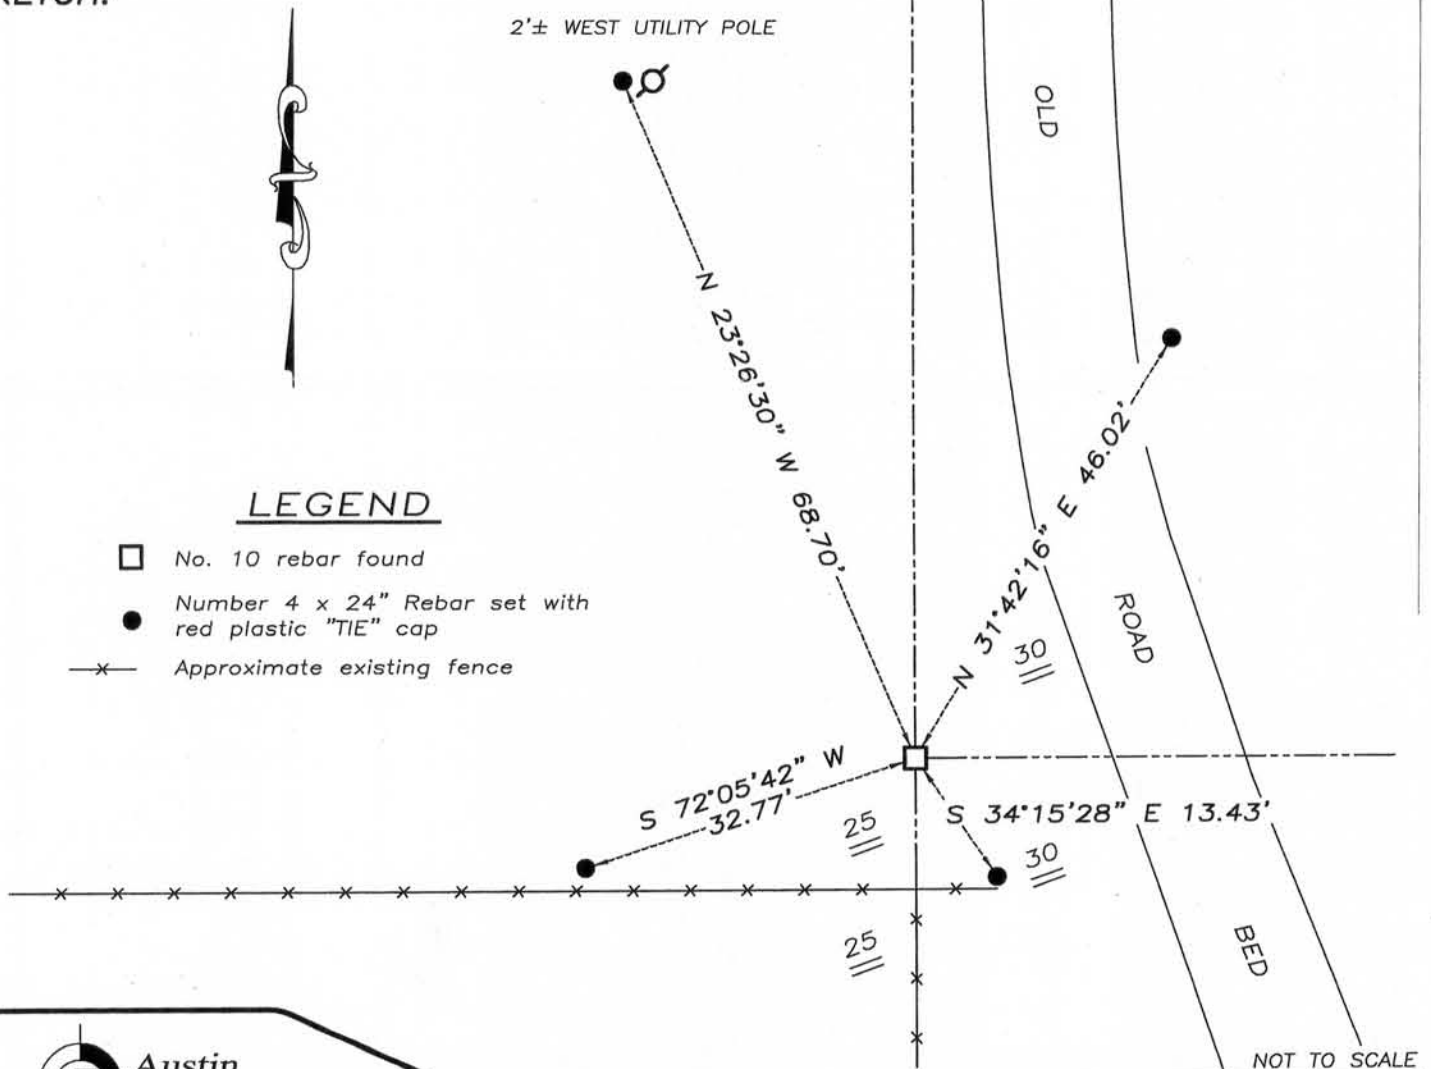 2'± WEST UTILITY POLE
OLD
N 23°26'30" W 68.70'
N 31°42'16" E 46.02'
LEGEND
No. 10 rebar found
Number 4 x 24" Rebar set with
red plastic "TIE" cap
Approximate existing fence
ROAD
30
S 72°05'42" W
32.77'
25
S 34°15'28" E 13.43'
30
25
BED
Austin
NOT TO SCALE